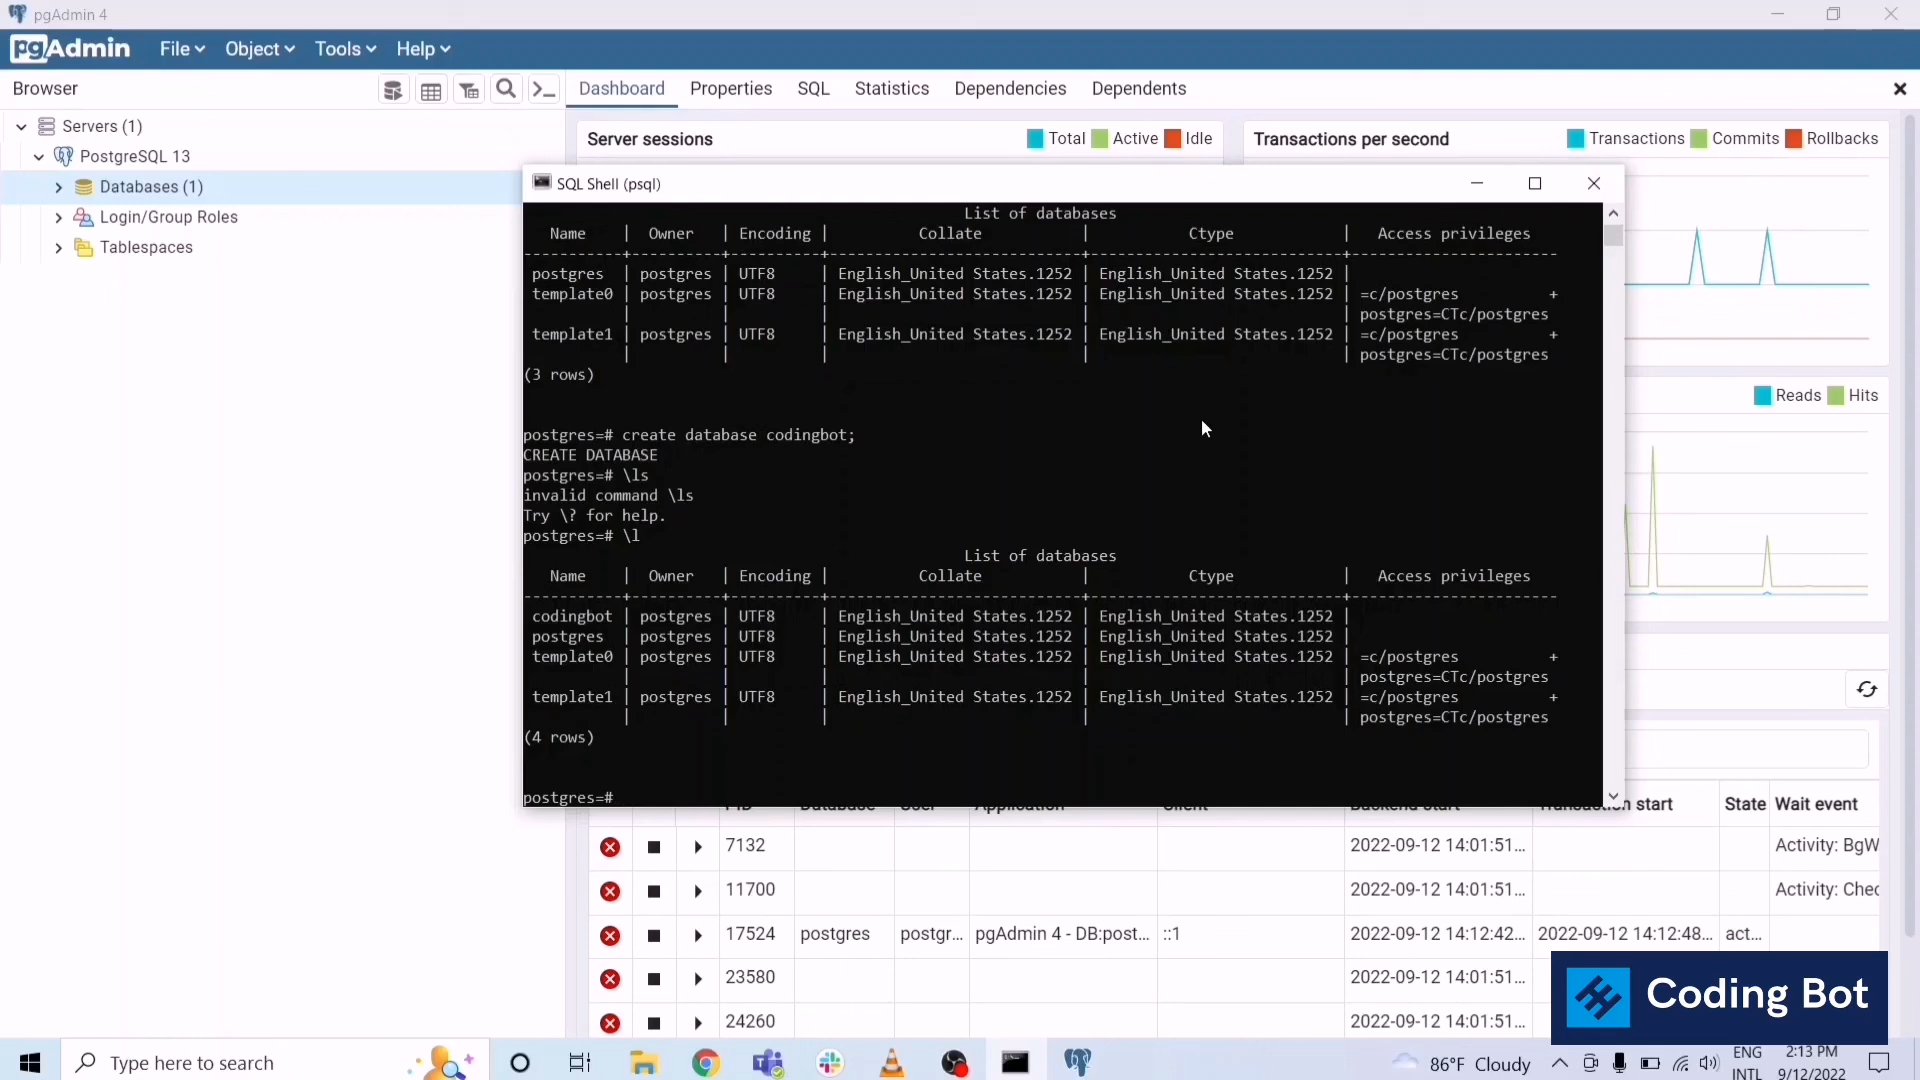 pgAdmin 4
pgAdmin File Object Tools Help
Browser
Dashboard Properties SQL Statistics Dependencies Dependents
Servers (1)
PostgreSQL 13
Databases (1)
Login/Group Roles
Tablespaces
Server sessions Total Active Idle
Transactions per second Transactions Commits Rollbacks
SQL Shell (psql)
List of databases
Name | Owner | Encoding | Collate | Ctype | Access privileges
-----------+----------+----------+----------------------------+----------------------------+-----------------------
postgres | postgres | UTF8 | English_United States.1252 | English_United States.1252 |
template0 | postgres | UTF8 | English_United States.1252 | English_United States.1252 | =c/postgres +
| | | | | postgres=CTc/postgres
template1 | postgres | UTF8 | English_United States.1252 | English_United States.1252 | =c/postgres +
| | | | | postgres=CTc/postgres
(3 rows)
postgres=# create database codingbot;
CREATE DATABASE
postgres=# \ls
invalid command \ls
Try \? for help.
postgres=# \l
List of databases
Name | Owner | Encoding | Collate | Ctype | Access privileges
-----------+----------+----------+----------------------------+----------------------------+-----------------------
codingbot | postgres | UTF8 | English_United States.1252 | English_United States.1252 |
postgres | postgres | UTF8 | English_United States.1252 | English_United States.1252 |
template0 | postgres | UTF8 | English_United States.1252 | English_United States.1252 | =c/postgres +
| | | | | postgres=CTc/postgres
template1 | postgres | UTF8 | English_United States.1252 | English_United States.1252 | =c/postgres +
| | | | | postgres=CTc/postgres
(4 rows)
postgres=#
Reads Hits
PID Database User Application Client Backend start Transaction start State Wait event
7132 2022-09-12 14:01:51... Activity: BgW
11700 2022-09-12 14:01:51... Activity: Chec
17524 postgres postgr... pgAdmin 4 - DB:post... ::1 2022-09-12 14:12:42... 2022-09-12 14:12:48... act...
23580 2022-09-12 14:01:51...
24260 2022-09-12 14:01:51...
Coding Bot
Type here to search
86°F Cloudy
ENG
INTL
2:13 PM
9/12/2022